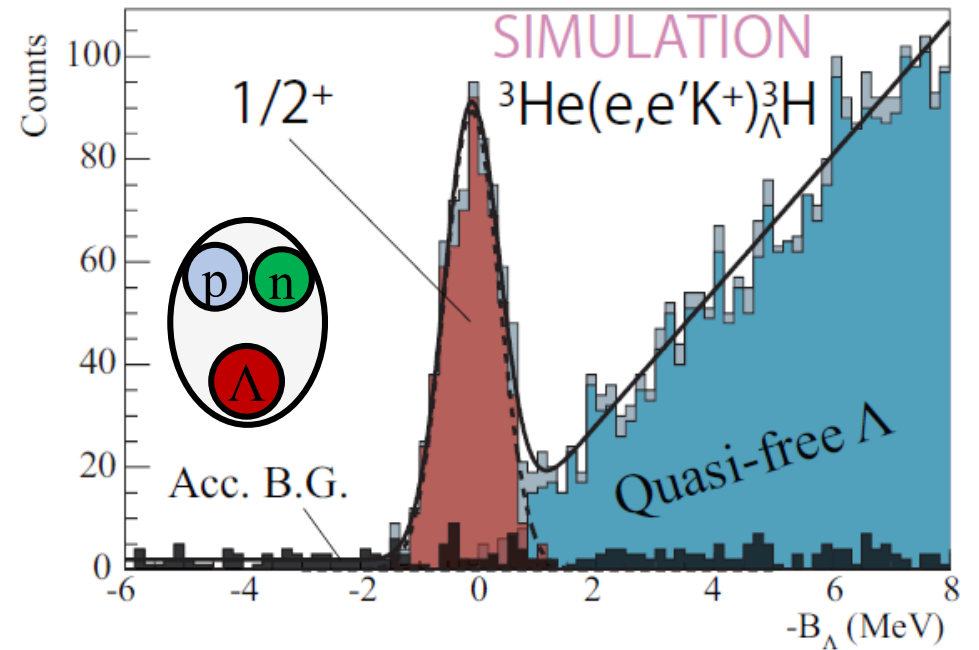 SIMULATION
³He(e,e′K⁺)³ΛH
1/2⁺
Counts
100
80
60
40
20
0
p n
Λ
Acc. B.G.
Quasi-free Λ
-6 -4 -2 0 2 4 6 8
-BΛ (MeV)